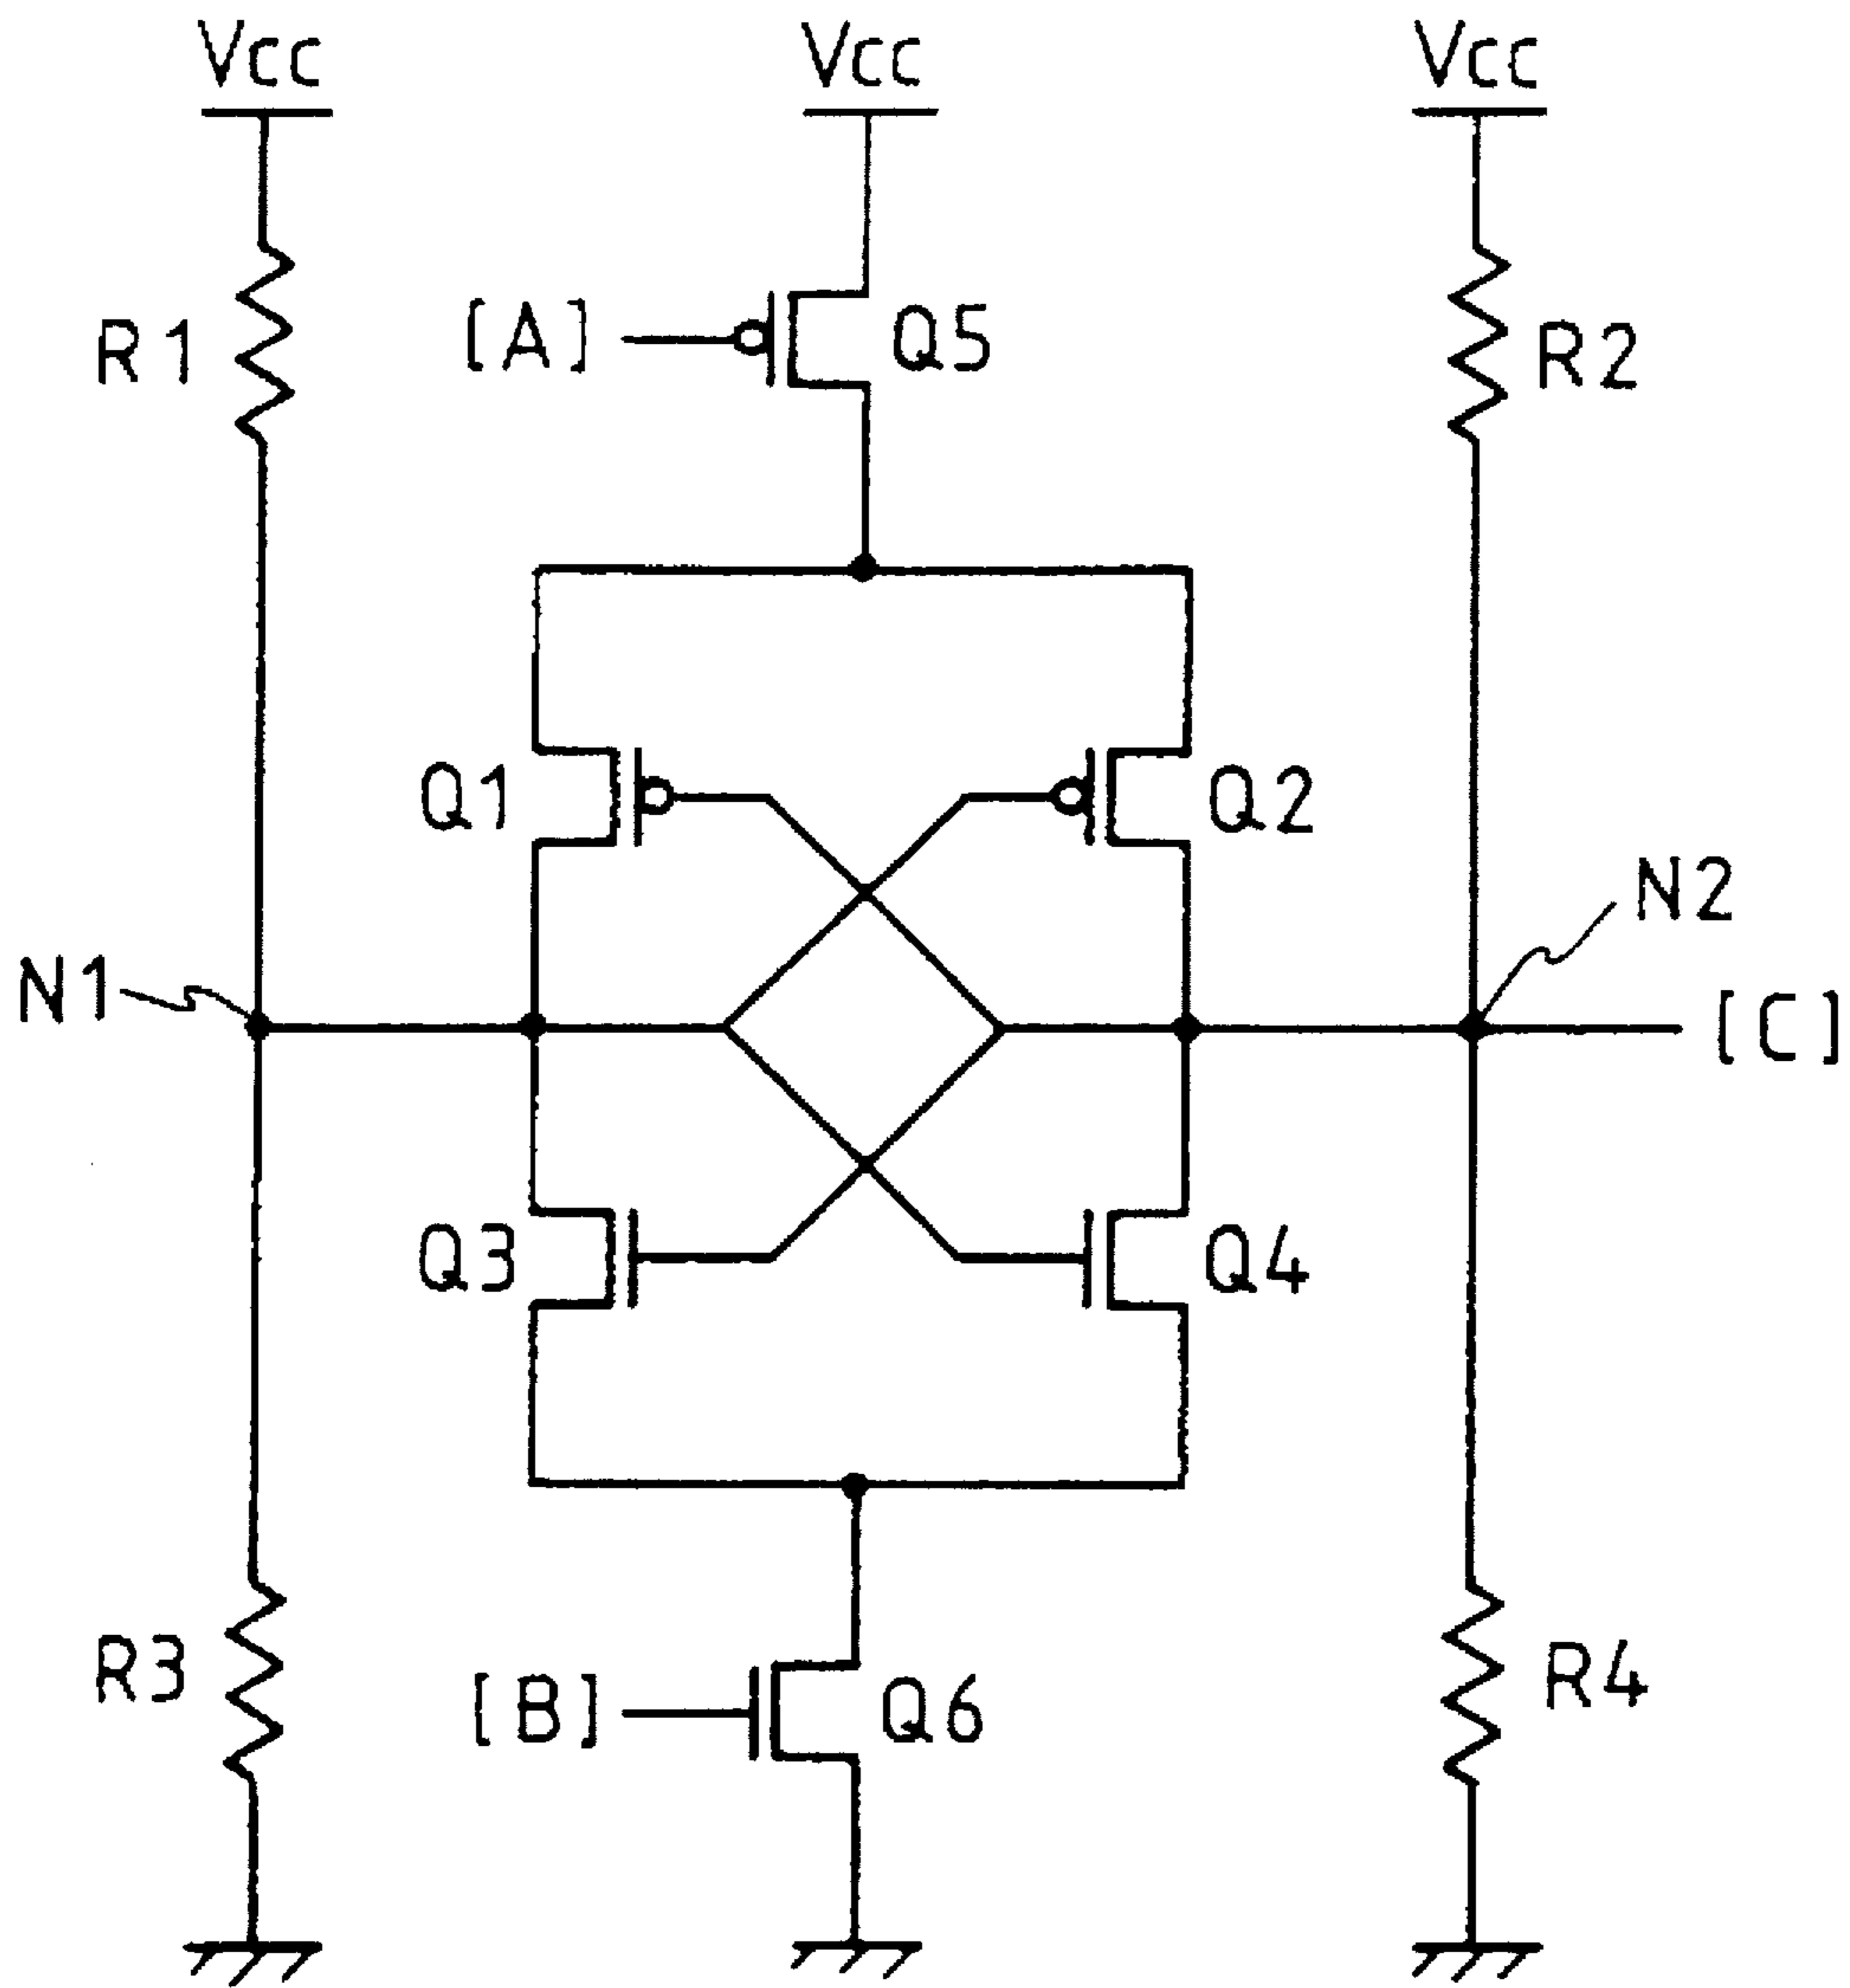 Vcc Vcc Vcc
R1 [A] Q5 R2
Q1 Q2
N2
N1 [C]
Q3 Q4
R3 [B] Q6 R4